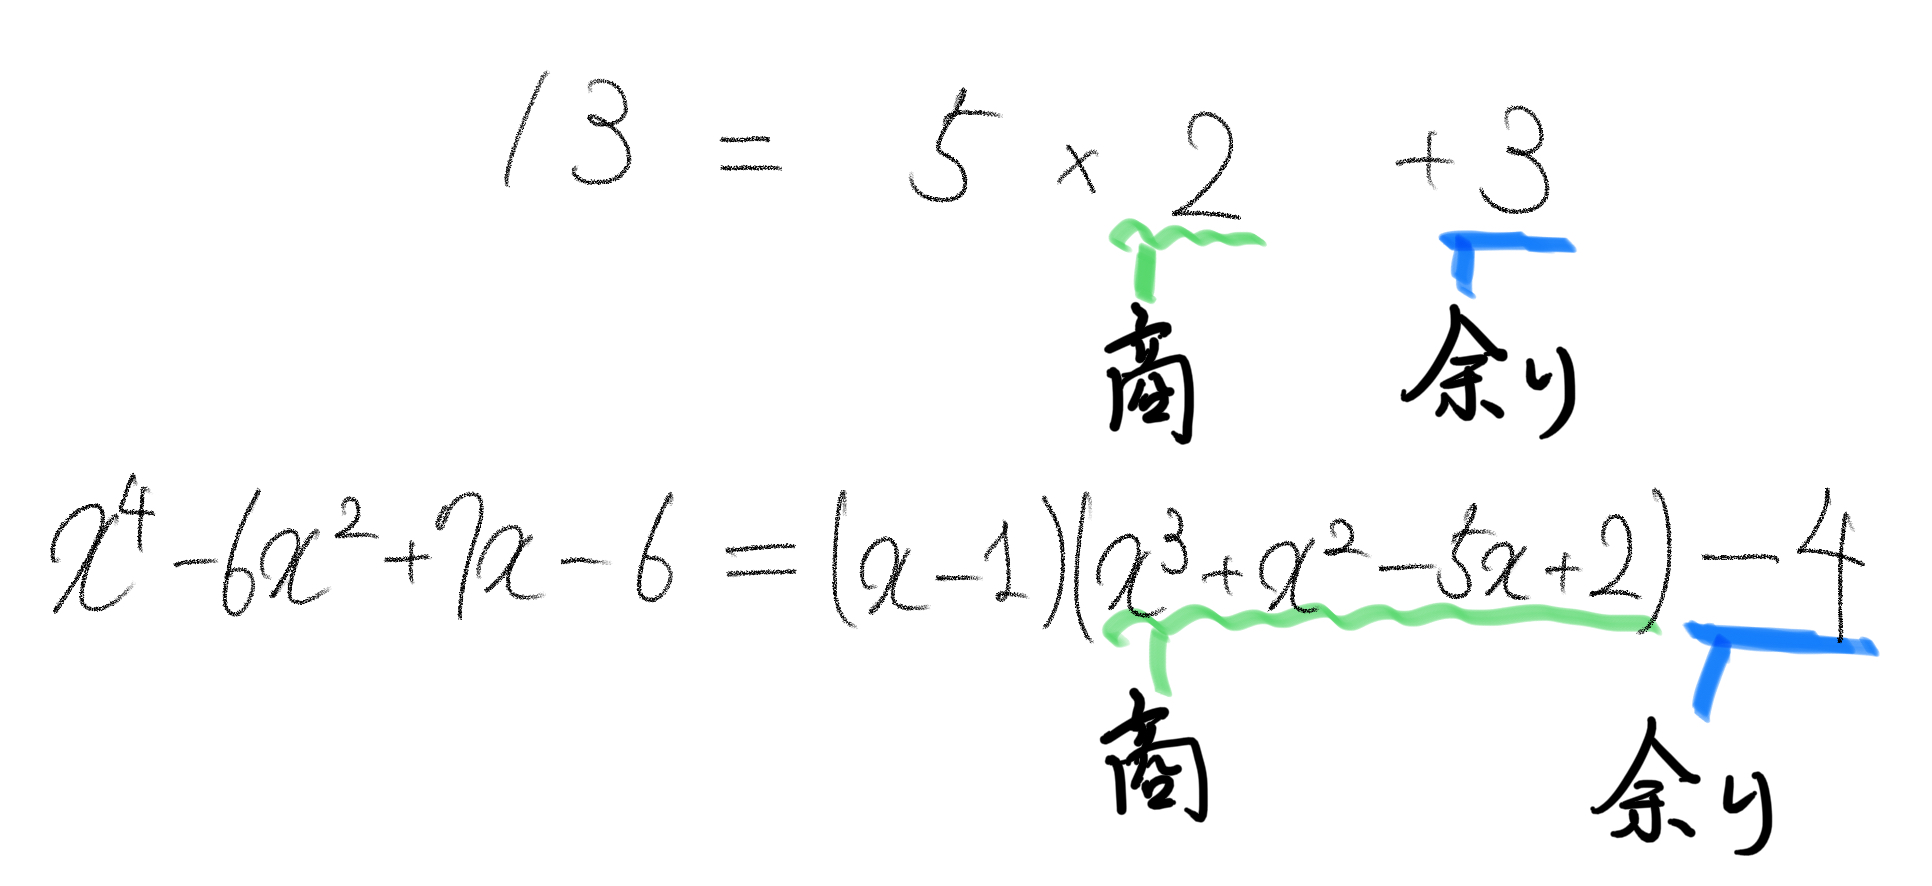 13 = 5 × 2 + 3
商 余り
x⁴ - 6x² + 7x - 6 = (x - 1)(x³ + x² - 5x + 2) - 4
商
余り